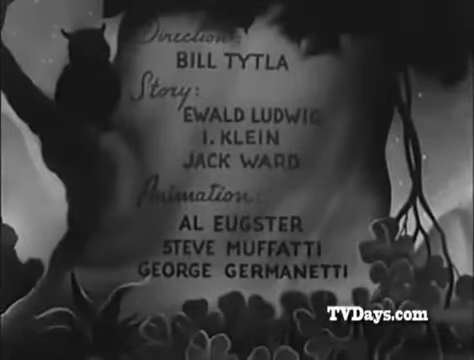 Direction:
BILL TYTLA
Story:
EWALD LUDWIG
I. KLEIN
JACK WARD
Animation:
AL EUGSTER
STEVE MUFFATTI
GEORGE GERMANETTI
TVDays.com